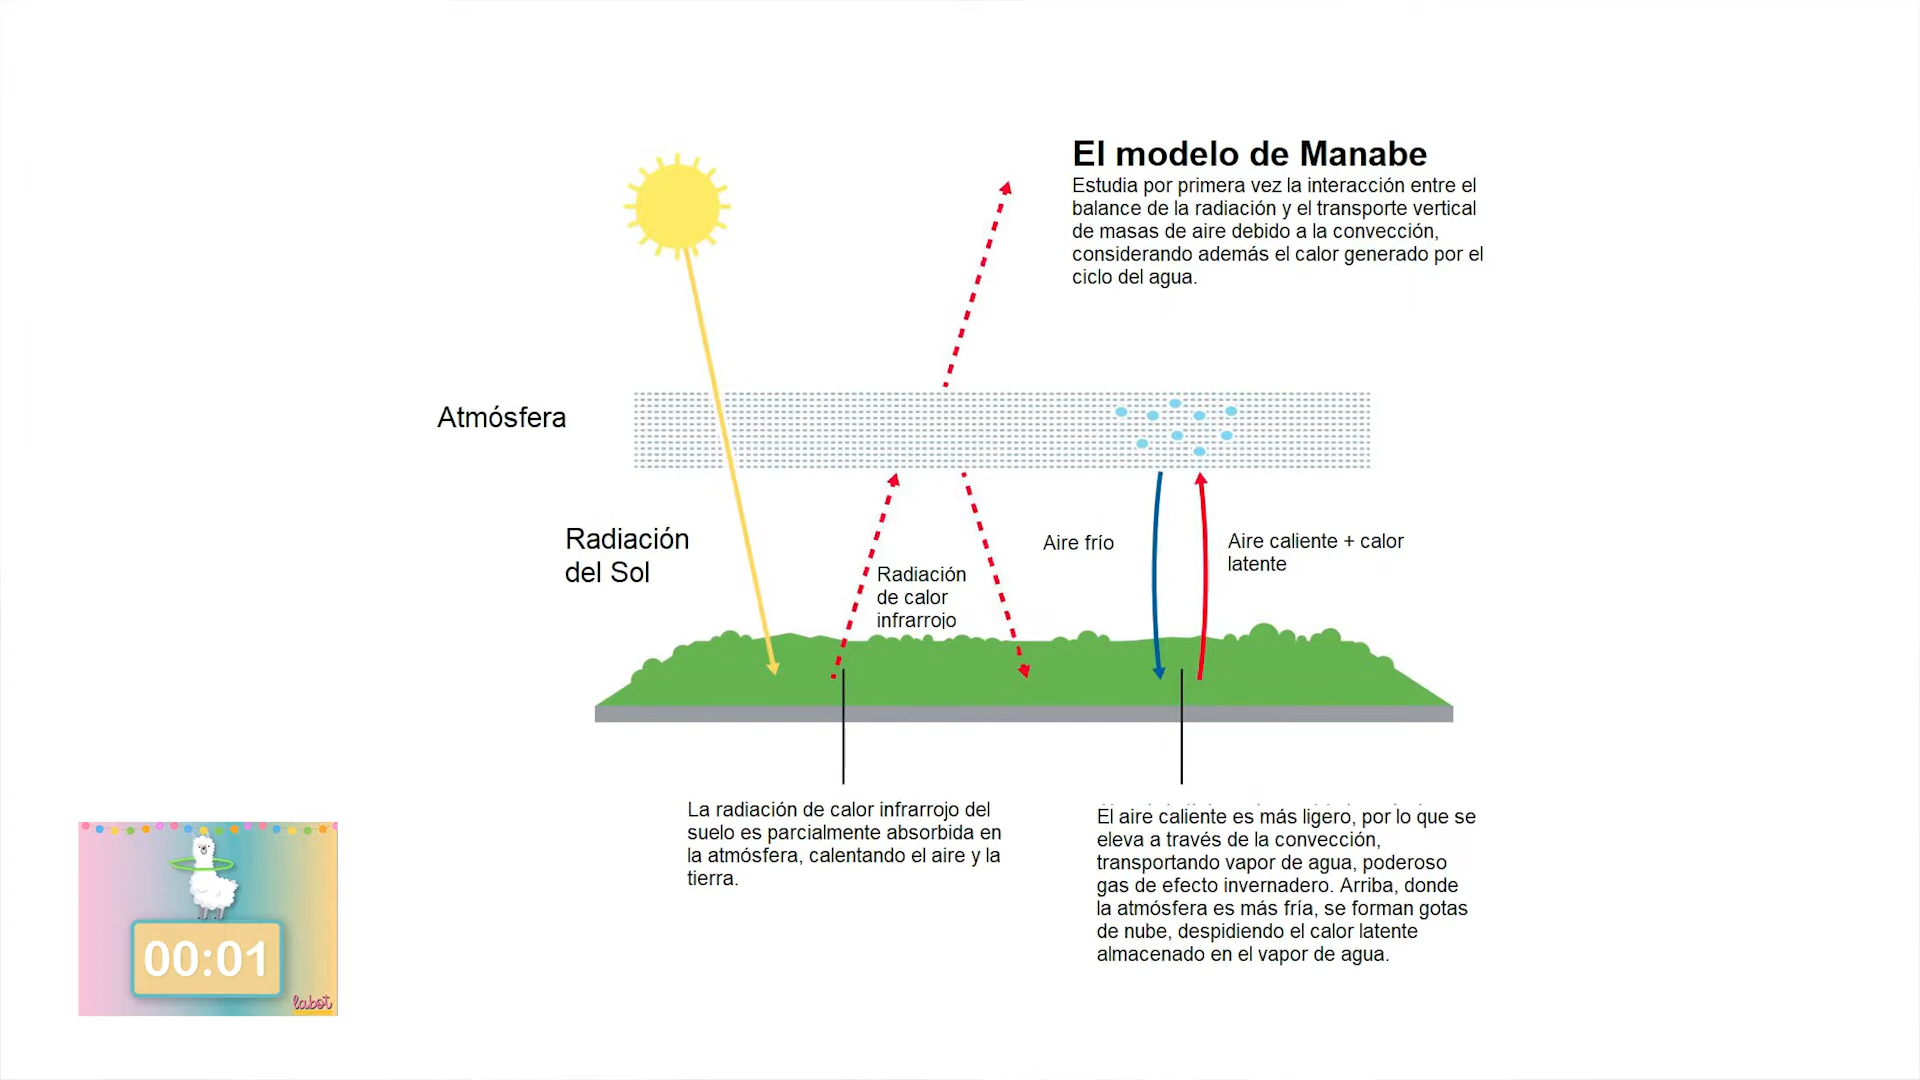 El modelo de Manabe
Estudia por primera vez la interacción entre el
balance de la radiación y el transporte vertical
de masas de aire debido a la convección,
considerando además el calor generado por el
ciclo del agua.
Atmósfera
Radiación
del Sol
Radiación
de calor
infrarrojo
Aire frío
Aire caliente + calor
latente
La radiación de calor infrarrojo del
suelo es parcialmente absorbida en
la atmósfera, calentando el aire y la
tierra.
El aire caliente es más ligero, por lo que se
eleva a través de la convección,
transportando vapor de agua, poderoso
gas de efecto invernadero. Arriba, donde
la atmósfera es más fría, se forman gotas
de nube, despidiendo el calor latente
almacenado en el vapor de agua.
00:01
labot